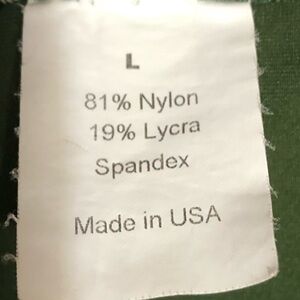 L
81% Nylon
19% Lycra
Spandex
Made in USA